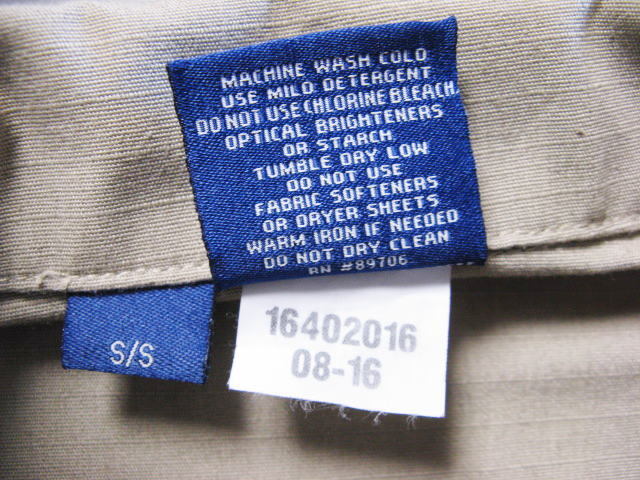 MACHINE WASH COLD
USE MILD DETERGENT
DO NOT USE CHLORINE BLEACH,
OPTICAL BRIGHTENERS
OR STARCH
TUMBLE DRY LOW
DO NOT USE
FABRIC SOFTENERS
OR DRYER SHEETS
WARM IRON IF NEEDED
DO NOT DRY CLEAN
RN #89706
S/S
16402016
08-16